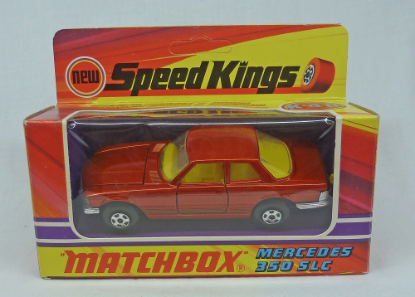 new
Speed Kings
"MATCHBOX"®
MERCEDES
350 SLC